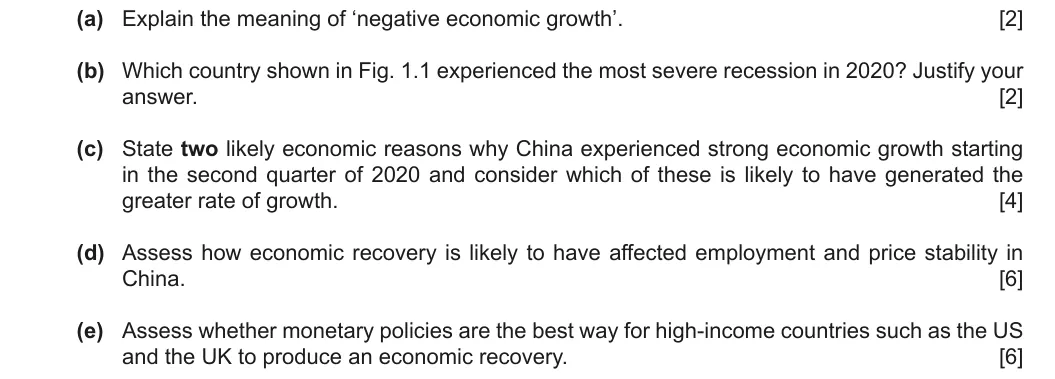 (a) Explain the meaning of ‘negative economic growth’. [2]
(b) Which country shown in Fig. 1.1 experienced the most severe recession in 2020? Justify your
answer. [2]
(c) State two likely economic reasons why China experienced strong economic growth starting
in the second quarter of 2020 and consider which of these is likely to have generated the
greater rate of growth. [4]
(d) Assess how economic recovery is likely to have affected employment and price stability in
China. [6]
(e) Assess whether monetary policies are the best way for high-income countries such as the US
and the UK to produce an economic recovery. [6]